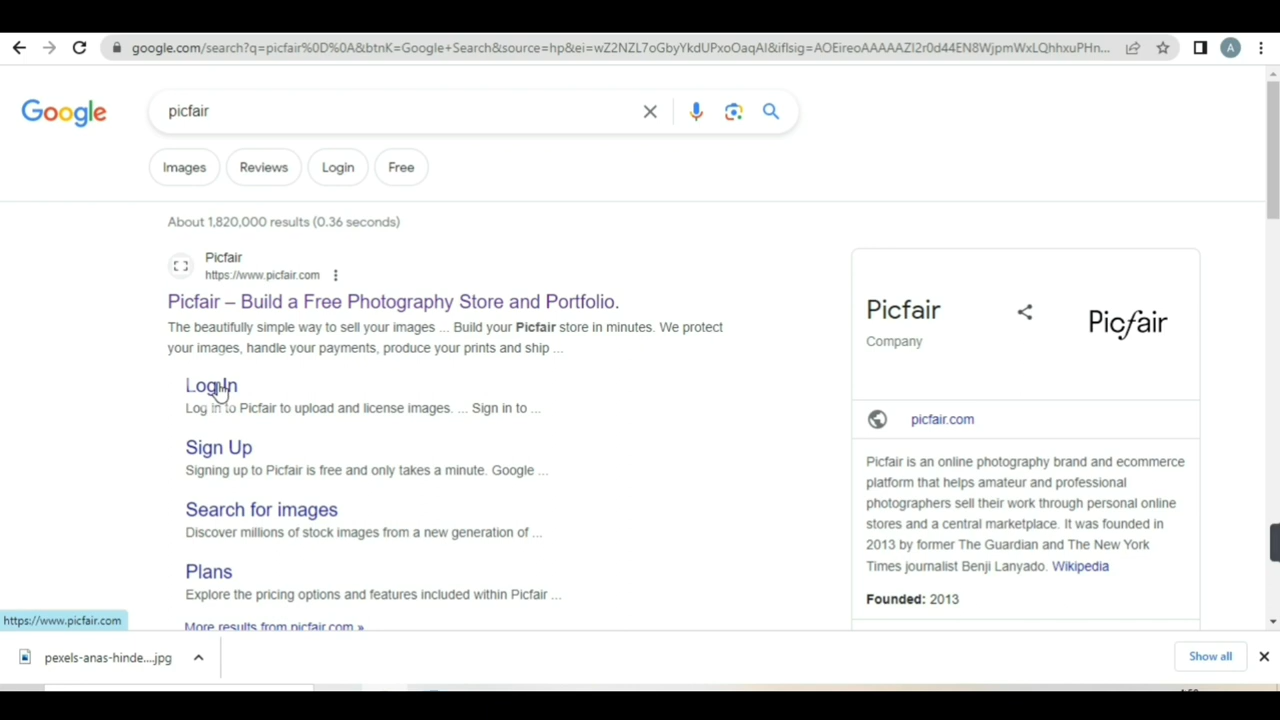 google.com/search?q=picfair%0D%0A&btnK=Google+Search&source=hp&ei=wZ2NZL7oGbyYkdUPxoOaqAI&iflsig=AOEireoAAAAAZI2r0d44EN8WjpmWxLQhhxuPHn...
A
Google
picfair
Images Reviews Login Free
About 1,820,000 results (0.36 seconds)
Picfair
https://www.picfair.com
Picfair – Build a Free Photography Store and Portfolio.
The beautifully simple way to sell your images ... Build your Picfair store in minutes. We protect
your images, handle your payments, produce your prints and ship ...
Log In
Log in to Picfair to upload and license images. ... Sign in to ...
Sign Up
Signing up to Picfair is free and only takes a minute. Google ...
Search for images
Discover millions of stock images from a new generation of ...
Plans
Explore the pricing options and features included within Picfair ...
More results from picfair.com »
Picfair
Company
Picfair
picfair.com
Picfair is an online photography brand and ecommerce
platform that helps amateur and professional
photographers sell their work through personal online
stores and a central marketplace. It was founded in
2013 by former The Guardian and The New York
Times journalist Benji Lanyado. Wikipedia
Founded: 2013
https://www.picfair.com
pexels-anas-hinde....jpg
Show all